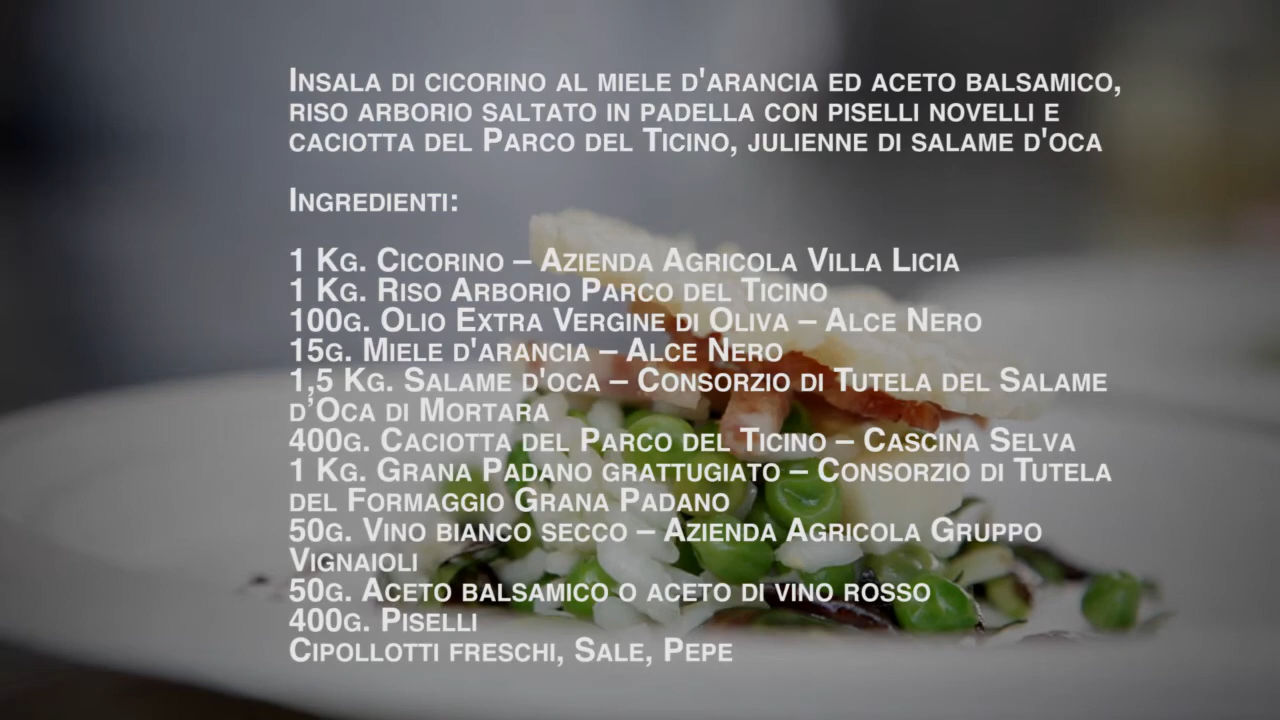 Insala di cicorino al miele d'arancia ed aceto balsamico,
riso arborio saltato in padella con piselli novelli e
caciotta del Parco del Ticino, julienne di salame d'oca
Ingredienti:
1 Kg. Cicorino – Azienda Agricola Villa Licia
1 Kg. Riso Arborio Parco del Ticino
100g. Olio Extra Vergine di Oliva – Alce Nero
15g. Miele d'arancia – Alce Nero
1,5 Kg. Salame d'oca – Consorzio di Tutela del Salame
d’Oca di Mortara
400g. Caciotta del Parco del Ticino – Cascina Selva
1 Kg. Grana Padano grattugiato – Consorzio di Tutela
del Formaggio Grana Padano
50g. Vino bianco secco – Azienda Agricola Gruppo
Vignaioli
50g. Aceto balsamico o aceto di vino rosso
400g. Piselli
Cipollotti freschi, Sale, Pepe